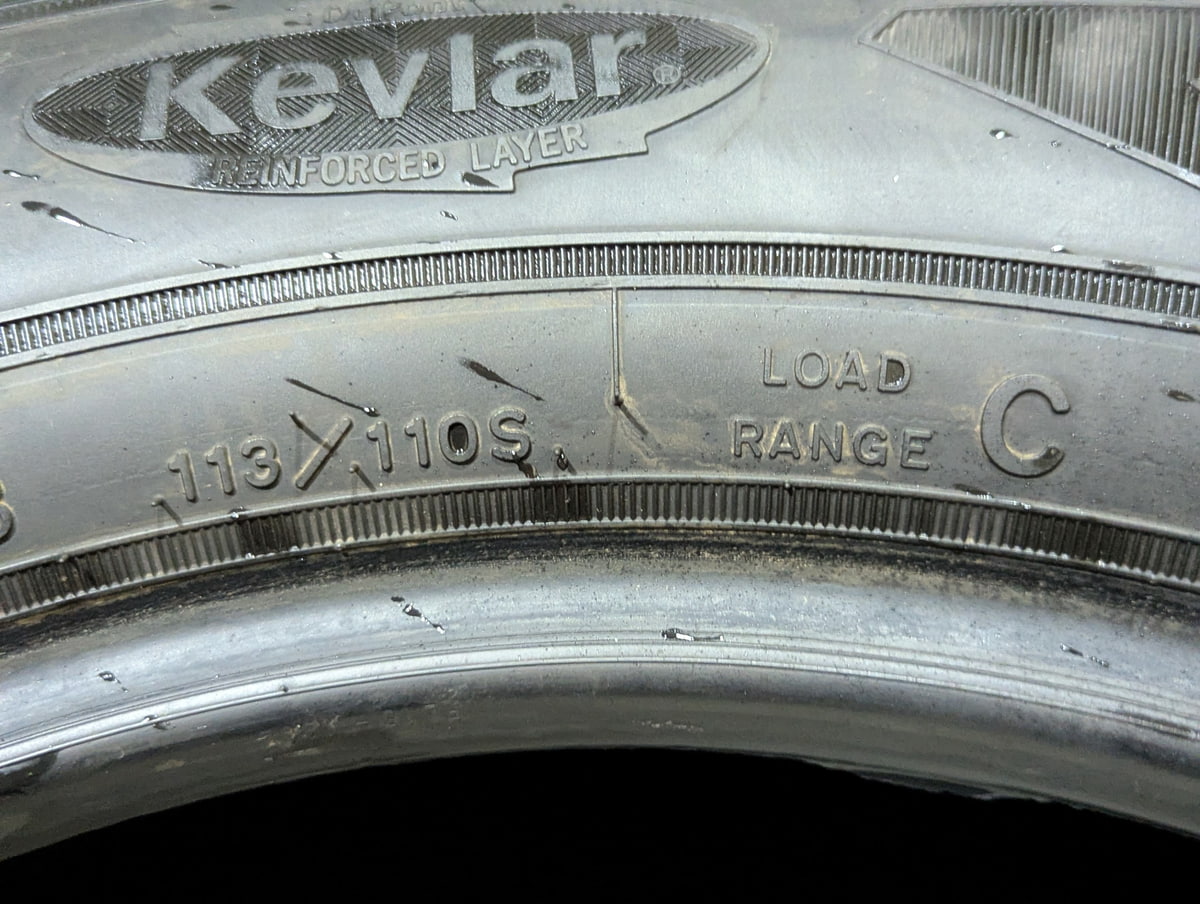 Kevlar®
REINFORCED LAYER
113/110S
LOAD
RANGE C